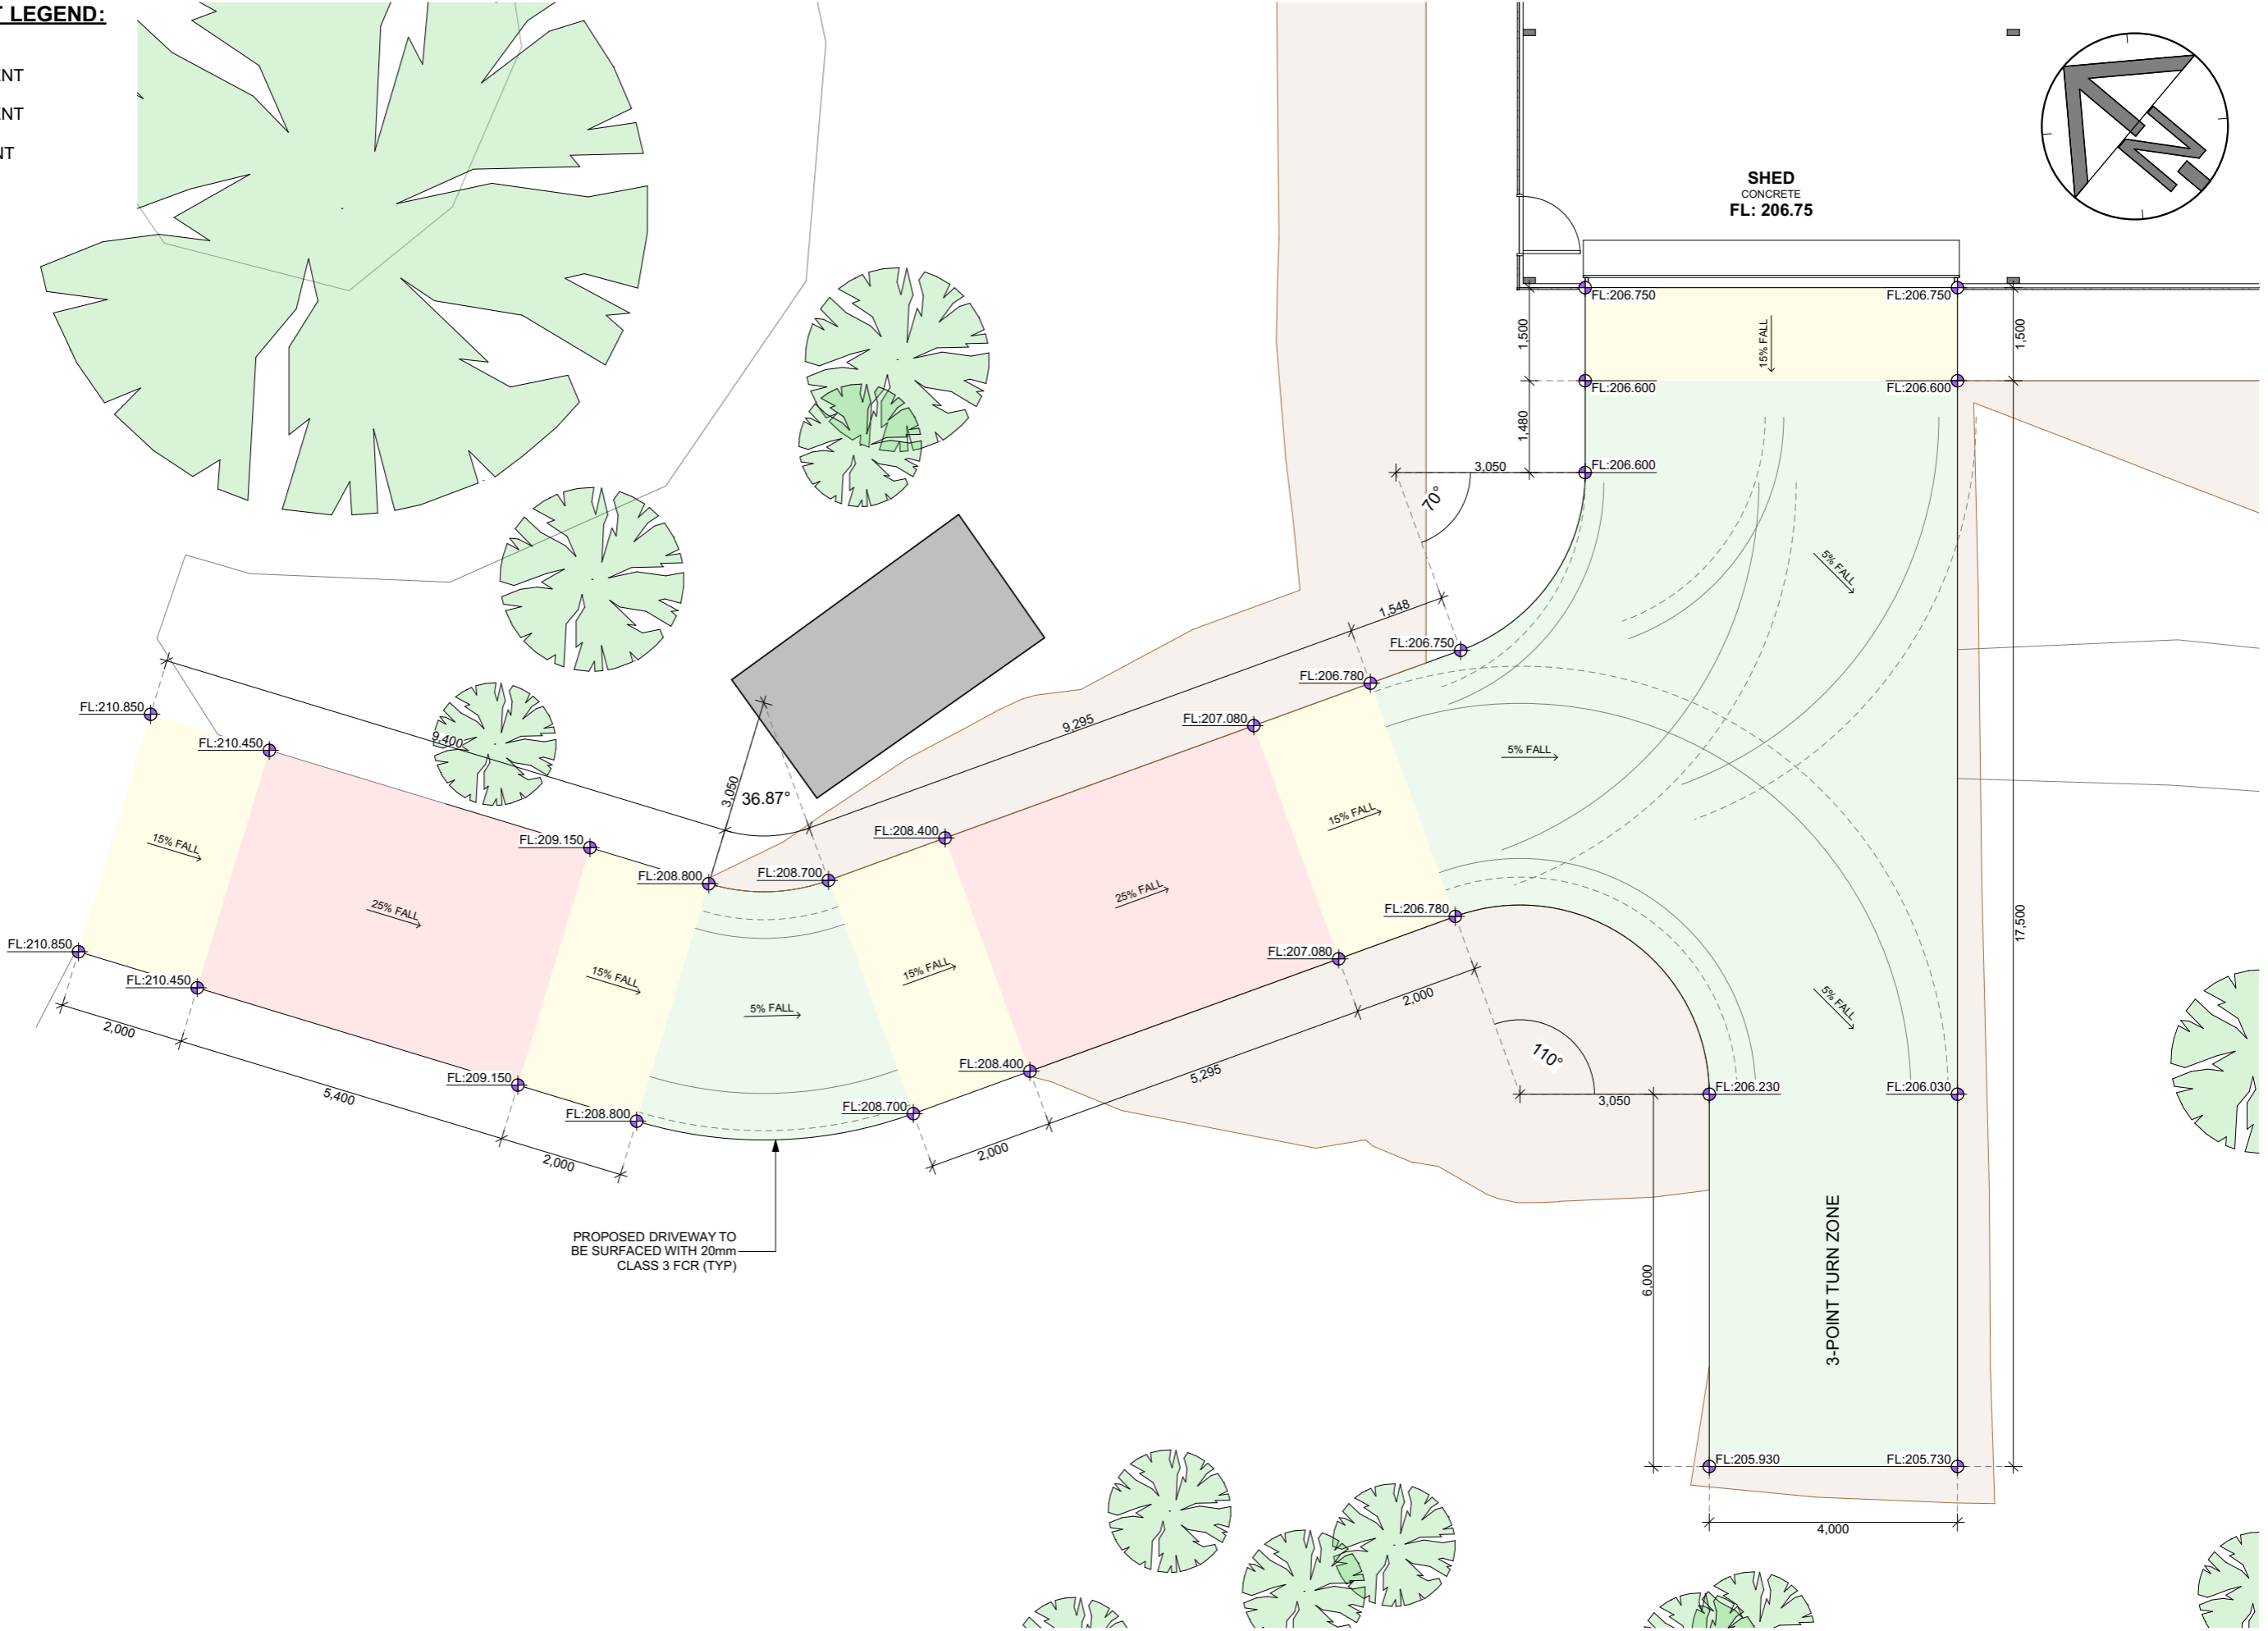 T LEGEND:
ENT
ENT
NT
N
SHED
CONCRETE
FL: 206.75
FL:206.750
FL:206.750
1,500
15% FALL
1,500
FL:206.600
FL:206.600
1,480
3,050
FL:206.600
70°
5% FALL
1,548
FL:206.750
FL:206.780
9,295
FL:207.080
5% FALL
FL:210.850
FL:210.450
9,400
3,050
36.87°
15% FALL
FL:208.400
15% FALL
FL:209.150
FL:208.800
FL:208.700
25% FALL
25% FALL
FL:206.780
17,500
FL:210.850
FL:210.450
15% FALL
15% FALL
FL:207.080
2,000
5% FALL
5% FALL
2,000
5,400
FL:209.150
FL:208.800
FL:208.700
FL:208.400
5,295
110°
3,050
FL:206.230
FL:206.030
2,000
2,000
PROPOSED DRIVEWAY TO
BE SURFACED WITH 20mm
CLASS 3 FCR (TYP)
6,000
3-POINT TURN ZONE
FL:205.930
FL:205.730
4,000